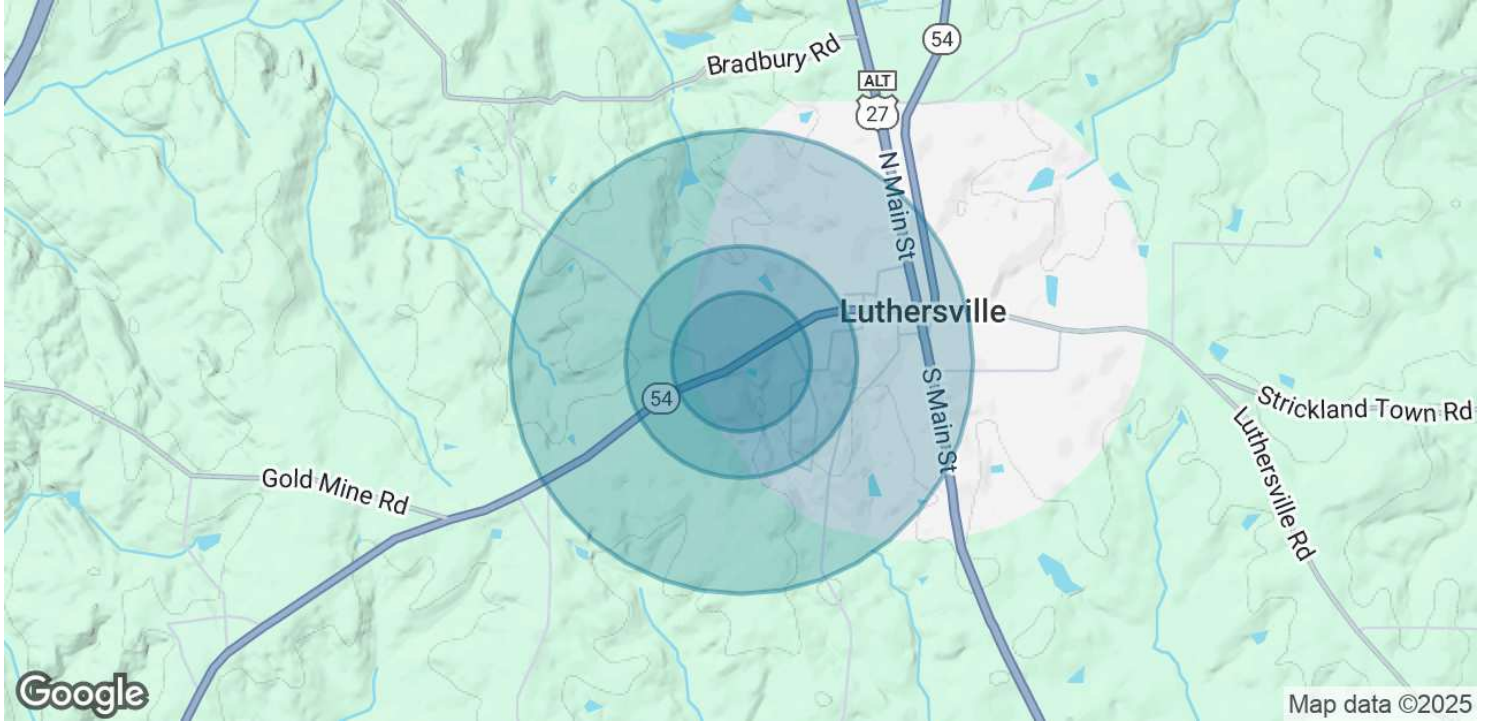 54
Bradbury Rd
ALT
27
N Main St
Luthersville
54
S Main St
Strickland Town Rd
Gold Mine Rd
Luthersville Rd
Google
Map data ©2025